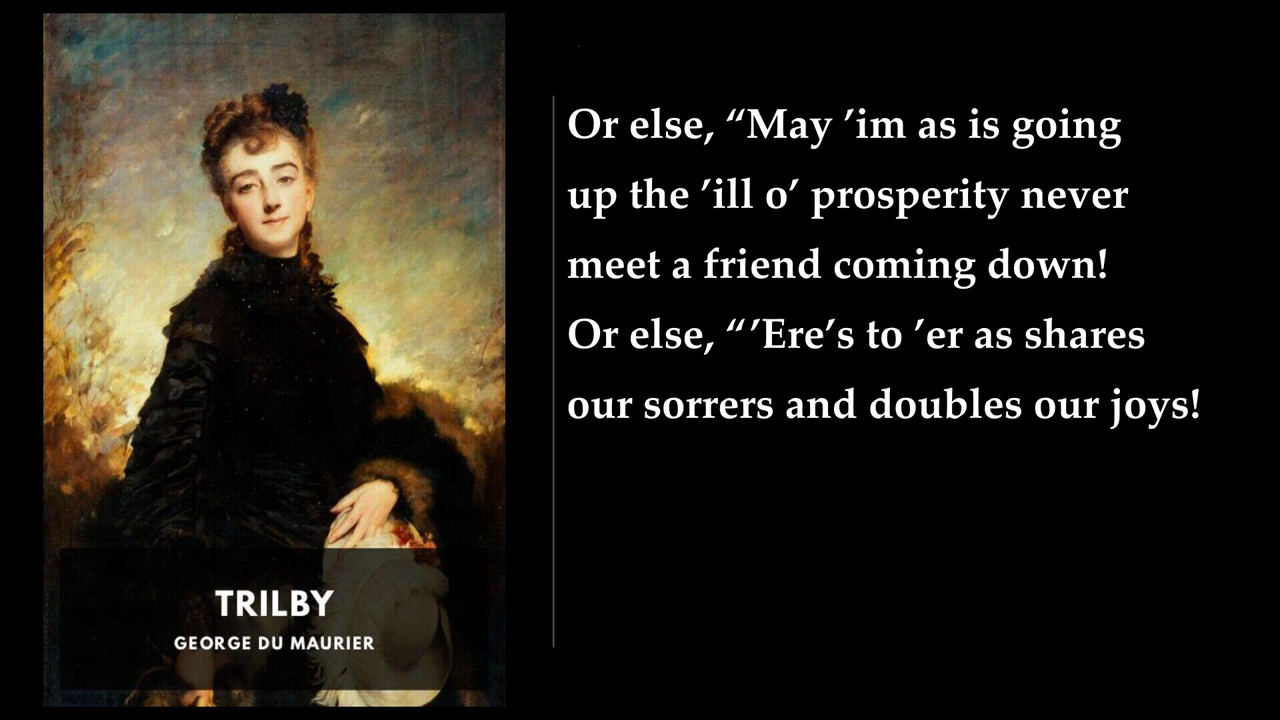 Or else, “May ’im as is going
up the ’ill o’ prosperity never
meet a friend coming down!
Or else, “ ’Ere’s to ’er as shares
our sorrers and doubles our joys!
TRILBY
GEORGE DU MAURIER